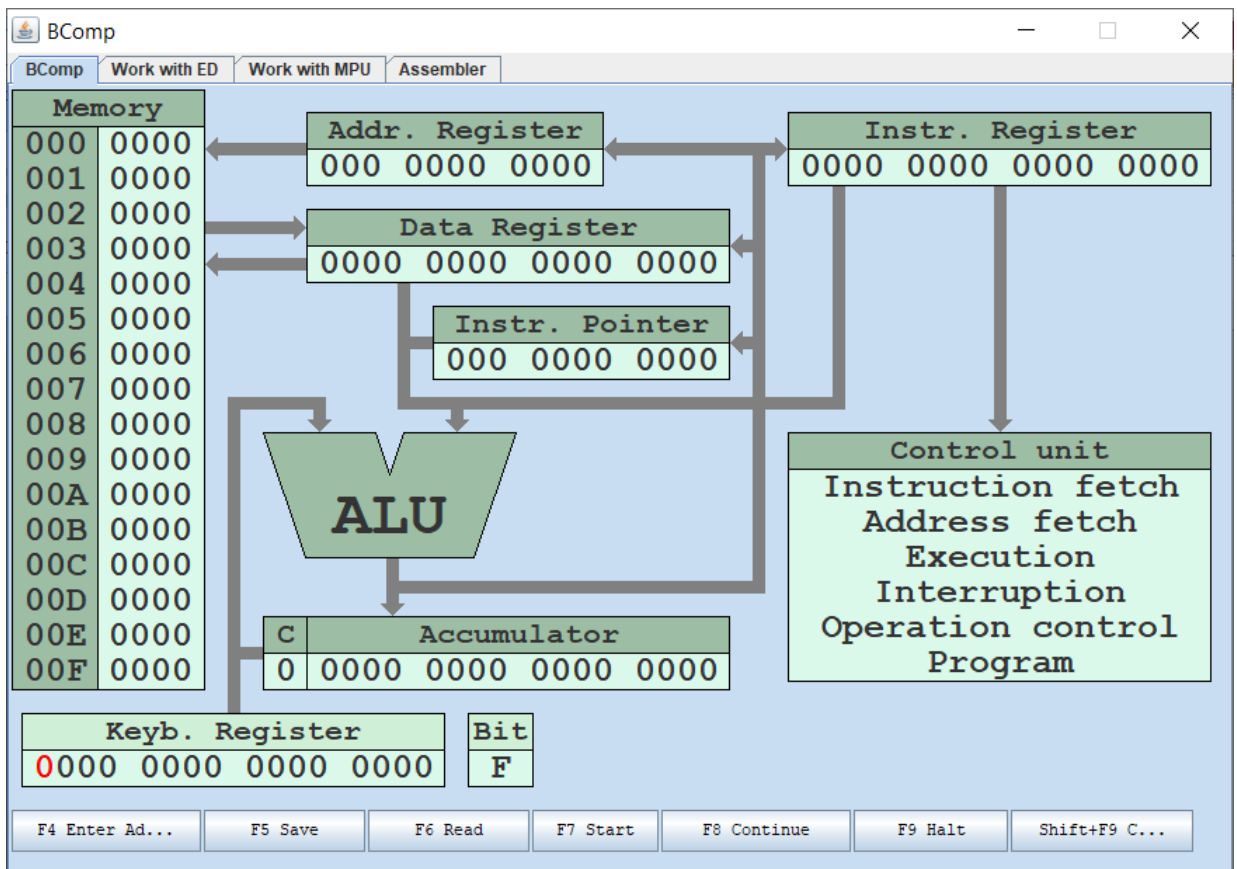 BComp
BComp Work with ED Work with MPU Assembler
Memory
000 0000
001 0000
002 0000
003 0000
004 0000
005 0000
006 0000
007 0000
008 0000
009 0000
00A 0000
00B 0000
00C 0000
00D 0000
00E 0000
00F 0000
Addr. Register
000 0000 0000
Instr. Register
0000 0000 0000 0000
Data Register
0000 0000 0000 0000
Instr. Pointer
000 0000 0000
ALU
Control unit
Instruction fetch
Address fetch
Execution
Interruption
Operation control
Program
C Accumulator
0 0000 0000 0000 0000
Keyb. Register
0000 0000 0000 0000
Bit
F
F4 Enter Ad... F5 Save F6 Read F7 Start F8 Continue F9 Halt Shift+F9 C...